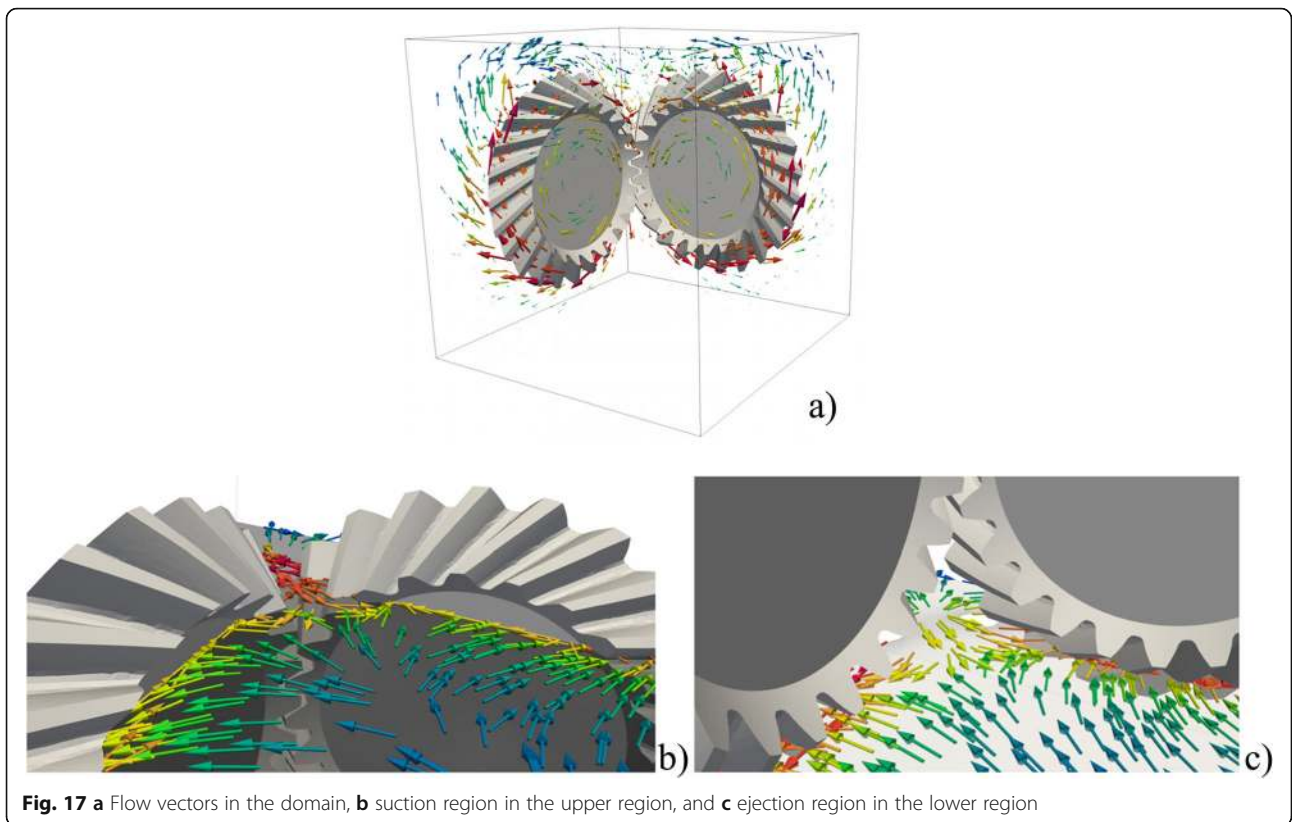 a)
b)
c)
Fig. 17 a Flow vectors in the domain, b suction region in the upper region, and c ejection region in the lower region